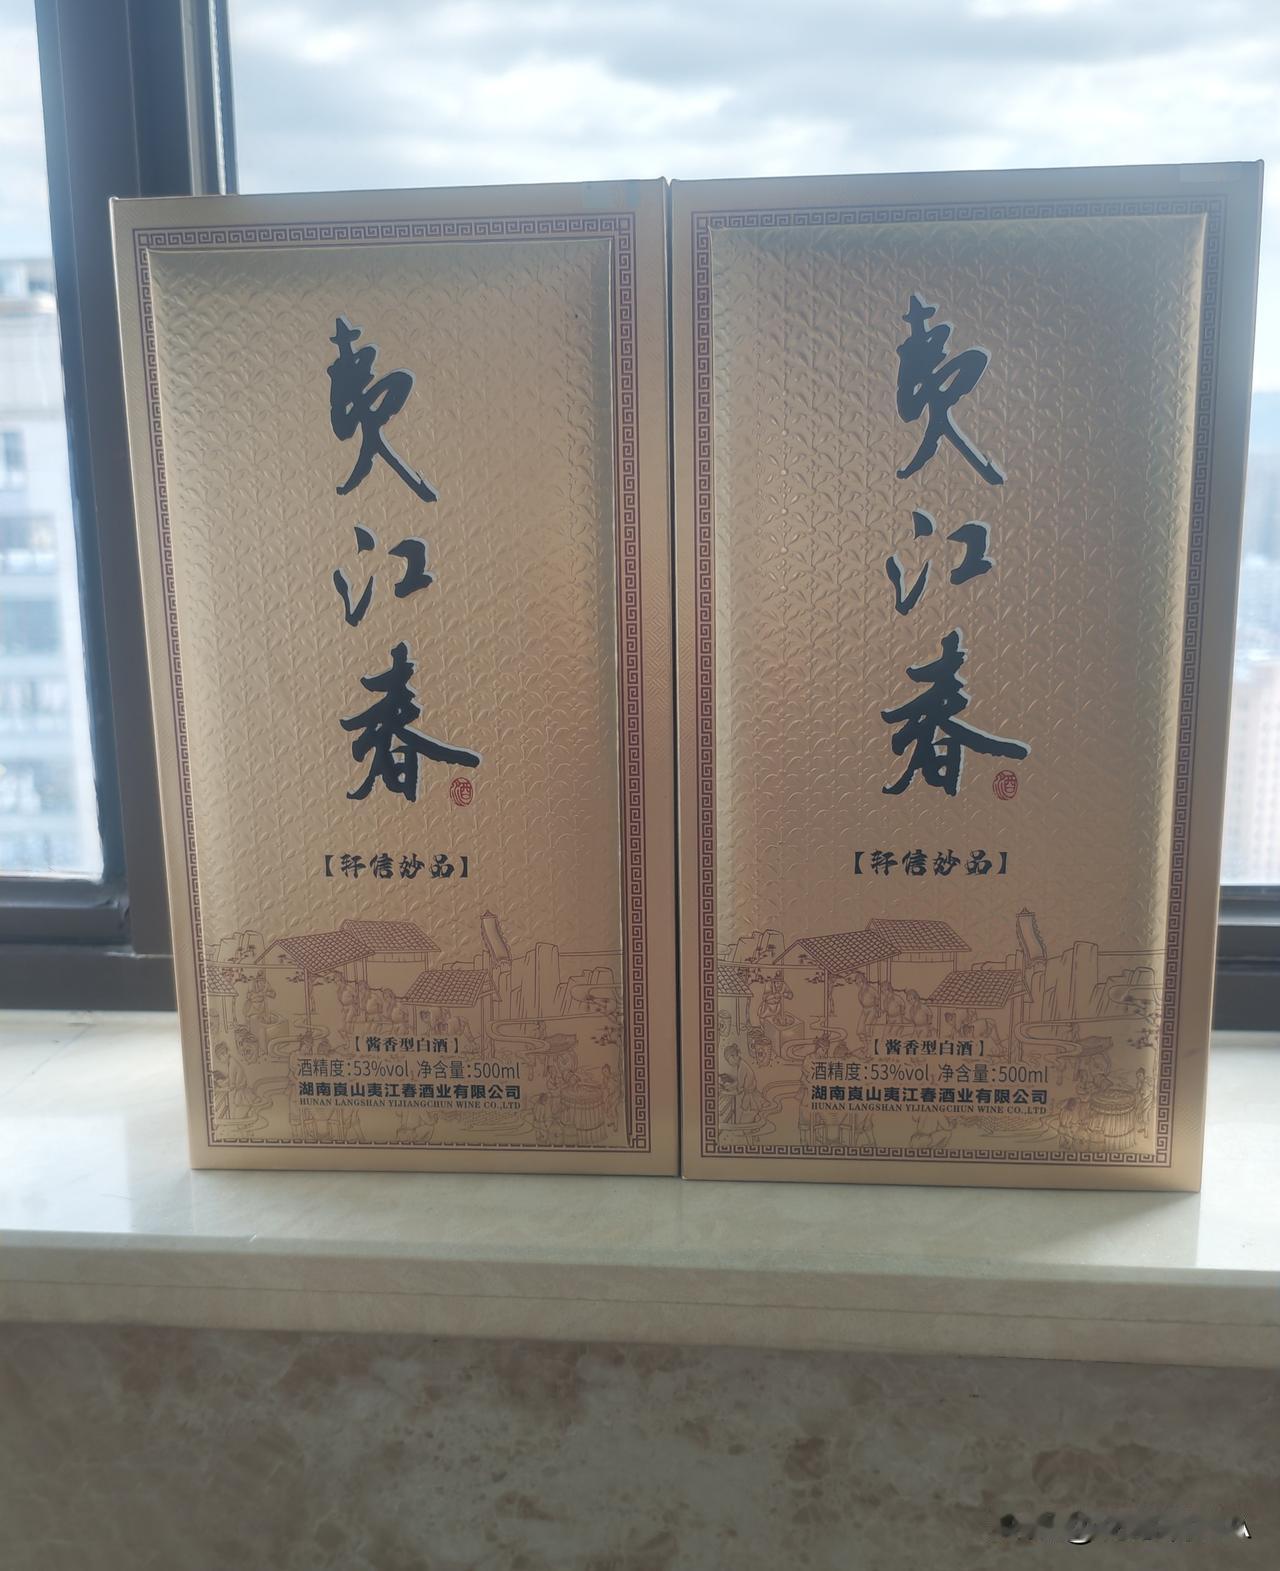 夷江春
酒
【轩信妙品】
【酱香型白酒】
酒精度:53%vol 净含量:500ml
湖南崀山夷江春酒业有限公司
HUNAN LANGSHAN YIJIANGCHUN WINE CO.,LTD
夷江春
酒
【轩信妙品】
【酱香型白酒】
酒精度:53%vol 净含量:500ml
湖南崀山夷江春酒业有限公司
HUNAN LANGSHAN YIJIANGCHUN WINE CO.,LTD